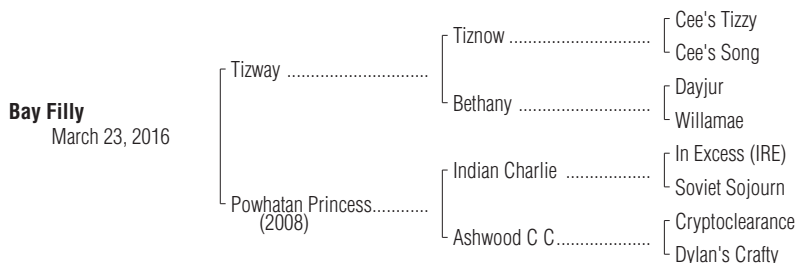 Cee's Tizzy
Tiznow ................................
Cee's Song
Tizway ................................
Dayjur
Bethany ..............................
Willamae
Bay Filly
March 23, 2016
In Excess (IRE)
Indian Charlie ...................
Soviet Sojourn
Powhatan Princess............
(2008)
Cryptoclearance
Ashwood C C.....................
Dylan's Crafty